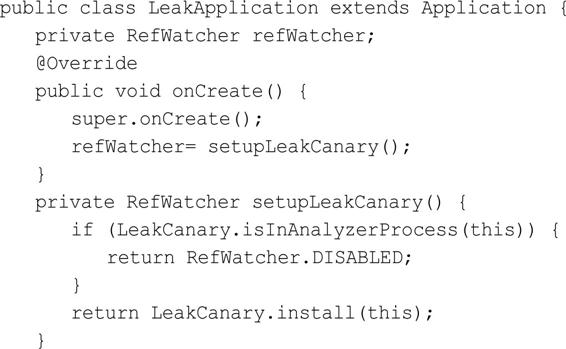 public class LeakApplication extends Application {
private RefWatcher refWatcher;
@Override
public void onCreate() {
super.onCreate();
refWatcher= setupLeakCanary();
}
private RefWatcher setupLeakCanary() {
if (LeakCanary.isInAnalyzerProcess(this)) {
return RefWatcher.DISABLED;
}
return LeakCanary.install(this);
}